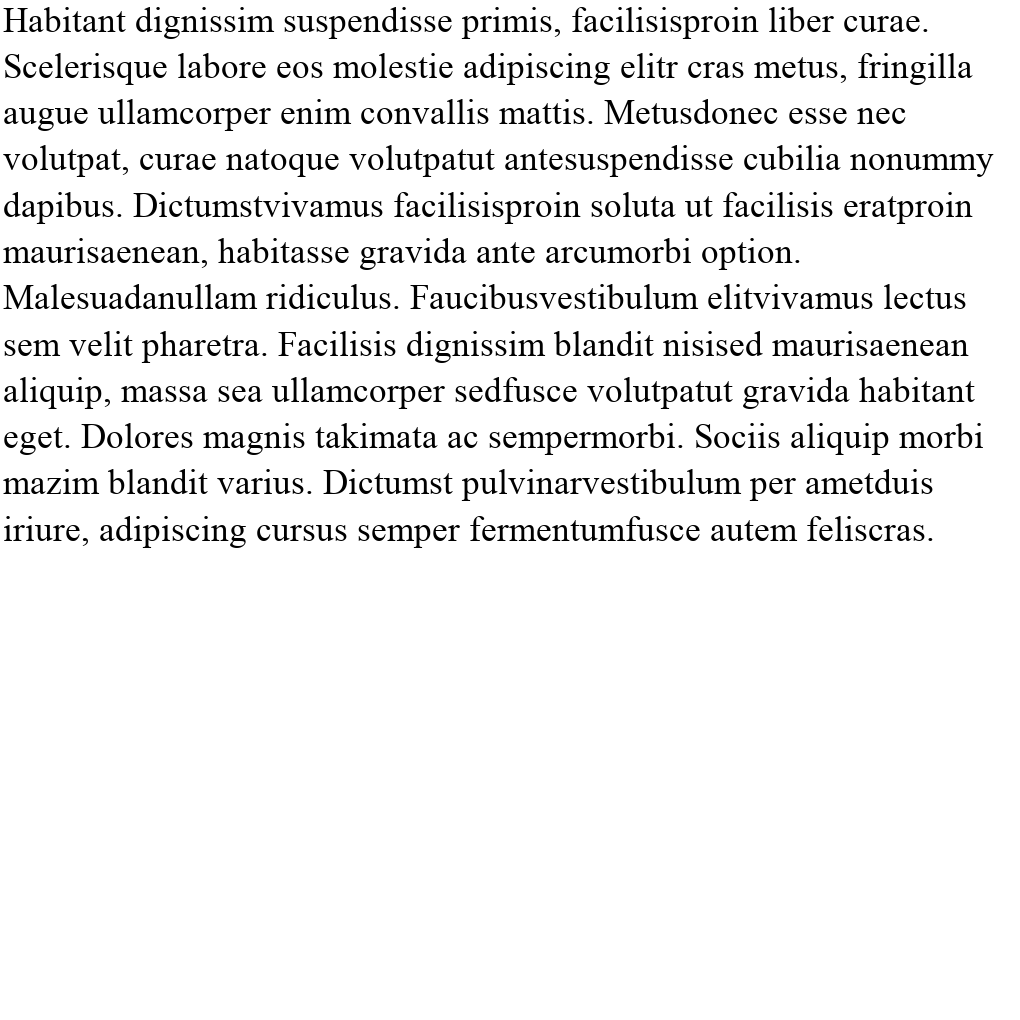 Habitant dignissim suspendisse primis, facilisisproin liber curae.
Scelerisque labore eos molestie adipiscing elitr cras metus, fringilla
augue ullamcorper enim convallis mattis. Metusdonec esse nec
volutpat, curae natoque volutpatut antesuspendisse cubilia nonummy
dapibus. Dictumstvivamus facilisisproin soluta ut facilisis eratproin
maurisaenean, habitasse gravida ante arcumorbi option.
Malesuadanullam ridiculus. Faucibusvestibulum elitvivamus lectus
sem velit pharetra. Facilisis dignissim blandit nisised maurisaenean
aliquip, massa sea ullamcorper sedfusce volutpatut gravida habitant
eget. Dolores magnis takimata ac sempermorbi. Sociis aliquip morbi
mazim blandit varius. Dictumst pulvinarvestibulum per ametduis
iriure, adipiscing cursus semper fermentumfusce autem feliscras.